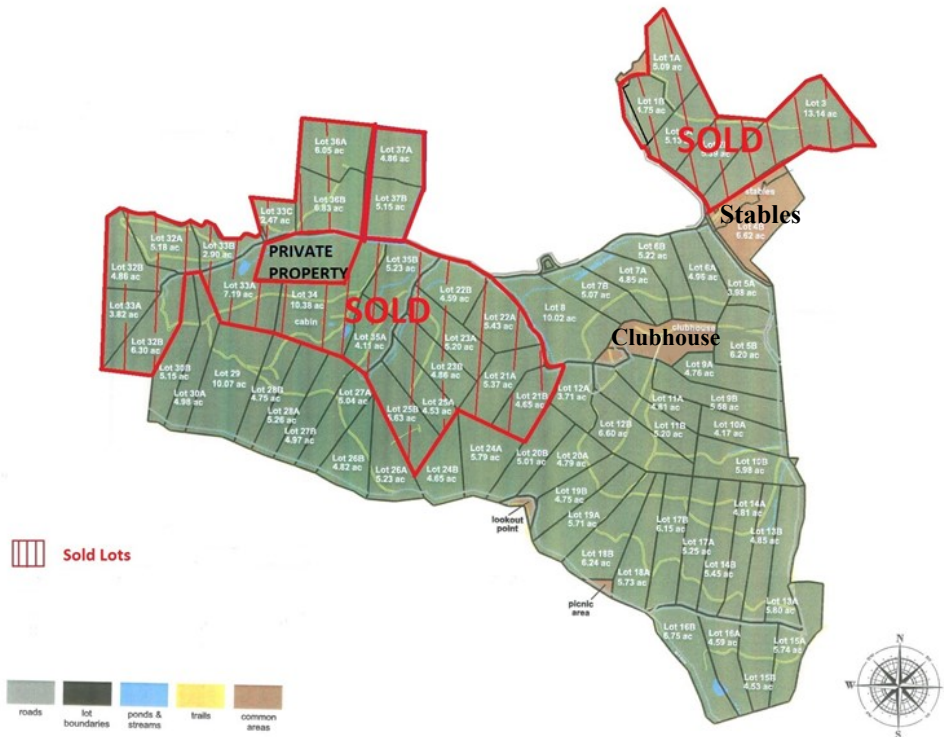 Lot 1A
5.09 ac
Lot 1B
4.75 ac
Lot 3
13.14 ac
SOLD
stables
Stables
Lot 4B
6.62 ac
Lot 36A
6.05 ac
Lot 37A
4.86 ac
Lot 36B
6.83 ac
Lot 37B
5.15 ac
Lot 33C
2.47 ac
Lot 32A
5.18 ac
Lot 33B
2.90 ac
PRIVATE
PROPERTY
Lot 32B
4.86 ac
Lot 33A
7.19 ac
Lot 34
10.38 ac
cabin
Lot 33A
3.82 ac
Lot 32B
6.30 ac
SOLD
Lot 35B
5.23 ac
Lot 22B
4.59 ac
Lot 22A
5.43 ac
Lot 35A
4.11 ac
Lot 23A
5.20 ac
Lot 23B
4.86 ac
Lot 21A
5.37 ac
Lot 21B
4.65 ac
Lot 25A
4.53 ac
Lot 25B
Lot 6B
5.22 ac
Lot 7A
4.85 ac
Lot 6A
4.96 ac
Lot 7B
5.07 ac
Lot 5A
3.98 ac
Lot 8
10.02 ac
clubhouse
Clubhouse
Lot 5B
6.20 ac
Lot 9A
4.76 ac
Lot 30B
5.15 ac
Lot 29
10.07 ac
Lot 30A
4.98 ac
Lot 28B
4.75 ac
Lot 28A
5.26 ac
Lot 27B
4.97 ac
Lot 27A
5.04 ac
Lot 26B
4.82 ac
Lot 26A
5.23 ac
Lot 24B
4.65 ac
Lot 24A
5.79 ac
Lot 20B
5.01 ac
Lot 20A
4.79 ac
Lot 12A
3.71 ac
Lot 12B
6.60 ac
Lot 11A
4.81 ac
Lot 11B
5.20 ac
Lot 9B
5.56 ac
Lot 10A
4.17 ac
Lot 10B
5.98 ac
Lot 19B
4.75 ac
Lot 19A
5.71 ac
lookout
point
Lot 14A
4.81 ac
Lot 13B
4.85 ac
Lot 17B
6.15 ac
Lot 17A
5.25 ac
Lot 14B
5.45 ac
Lot 18B
6.24 ac
Lot 18A
5.73 ac
picnic
area
Lot 13A
5.80 ac
Lot 16B
6.75 ac
Lot 16A
4.59 ac
Lot 15A
5.74 ac
Lot 15B
4.53 ac
Sold Lots
roads
lot
boundaries
ponds &
streams
trails
common
areas
N
W
S